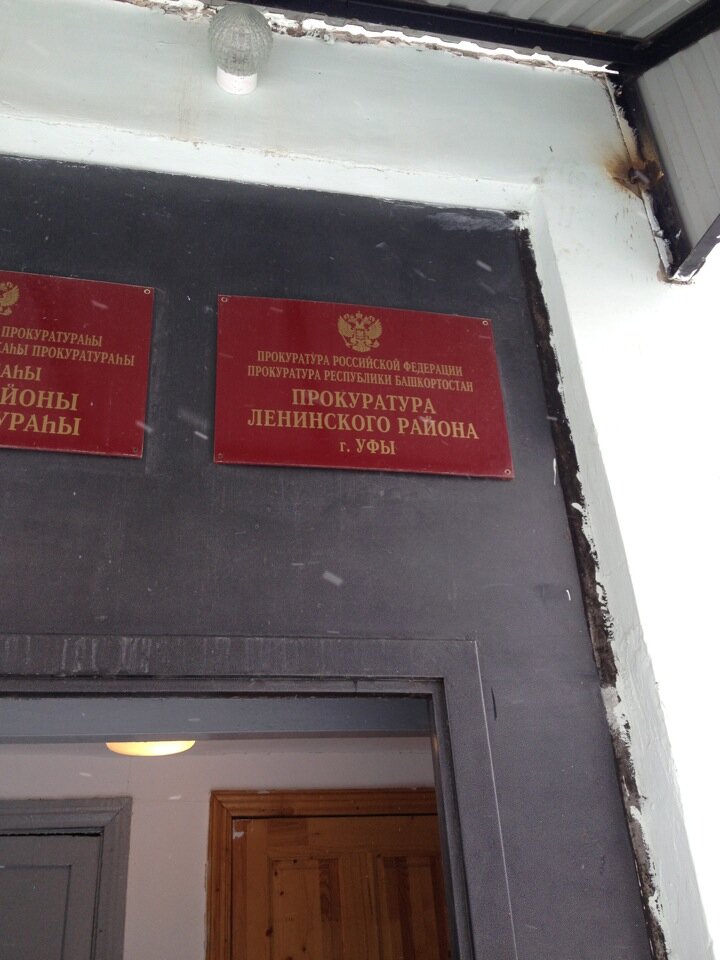 ПРОКУРАТУРАҺЫ
ПРОКУРАТУРАҺЫ
ПРОКУРАТУРА РОССИЙСКОЙ ФЕДЕРАЦИИ
ПРОКУРАТУРА РЕСПУБЛИКИ БАШКОРТОСТАН
ПРОКУРАТУРА
ЛЕНИНСКОГО РАЙОНА
г. УФЫ